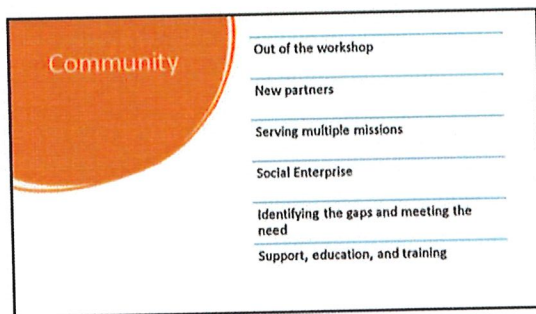 Community
Out of the workshop
New partners
Serving multiple missions
Social Enterprise
Identifying the gaps and meeting the
need
Support, education, and training